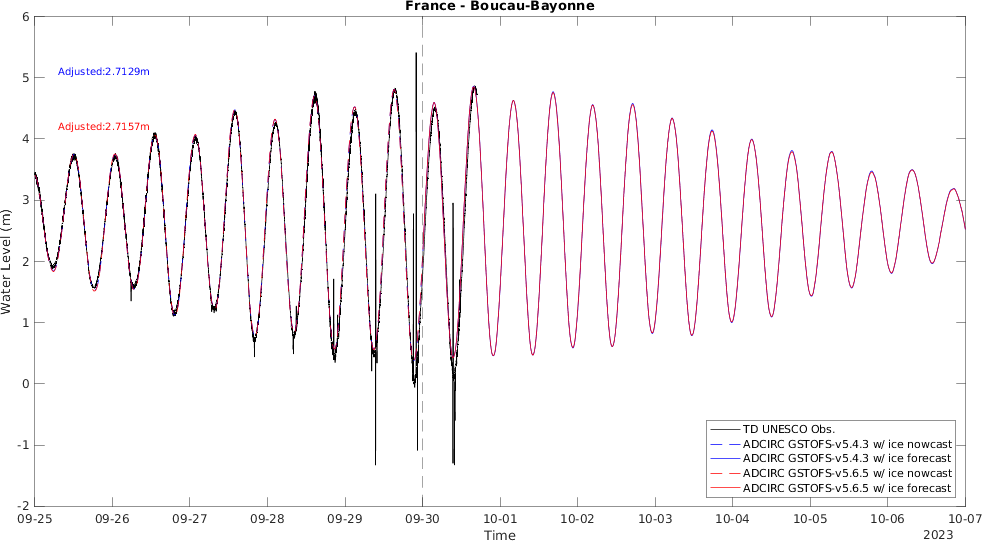 France - Boucau-Bayonne
6
5
4
3
2
1
0
-1
-2
Water Level (m)
Adjusted:2.7129m
Adjusted:2.7157m
TD UNESCO Obs.
ADCIRC GSTOFS-v5.4.3 w/ ice nowcast
ADCIRC GSTOFS-v5.4.3 w/ ice forecast
ADCIRC GSTOFS-v5.6.5 w/ ice nowcast
ADCIRC GSTOFS-v5.6.5 w/ ice forecast
09-25 09-26 09-27 09-28 09-29 09-30 10-01 10-02 10-03 10-04 10-05 10-06 10-07
Time
2023